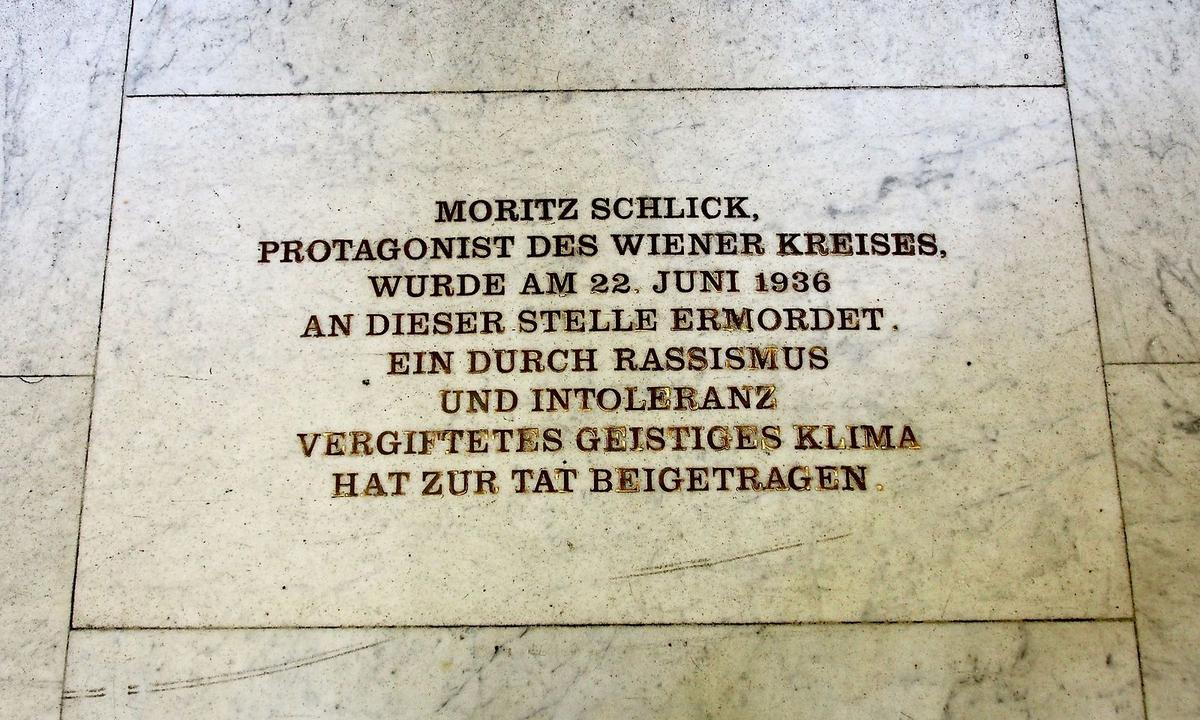 MORITZ SCHLICK,
PROTAGONIST DES WIENER KREISES,
WURDE AM 22. JUNI 1936
AN DIESER STELLE ERMORDET.
EIN DURCH RASSISMUS
UND INTOLERANZ
VERGIFTETES GEISTIGES KLIMA
HAT ZUR TAT BEIGETRAGEN.